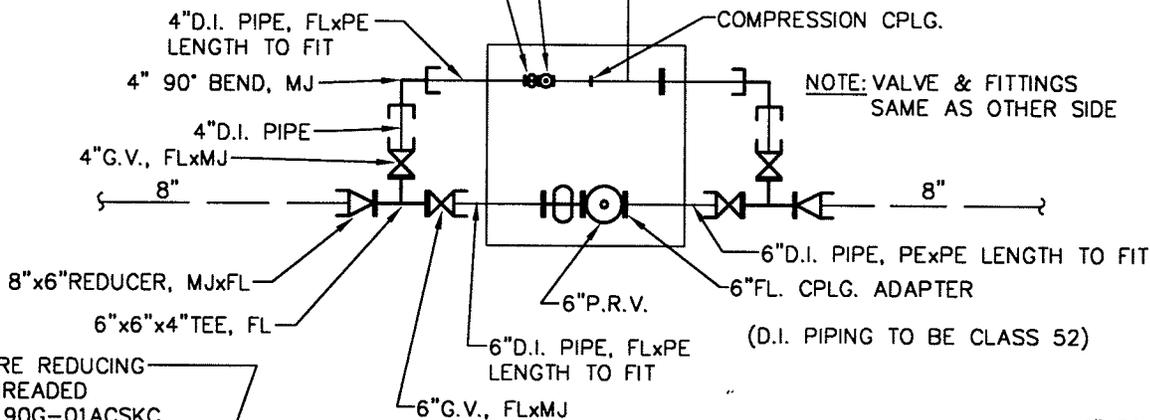 4"D.I. PIPE, FLxPE
LENGTH TO FIT
COMPRESSION CPLG.
4" 90° BEND, MJ
NOTE: VALVE & FITTINGS
SAME AS OTHER SIDE
4"D.I. PIPE
4"G.V., FLxMJ
8"
8"
6"D.I. PIPE, PExPE LENGTH TO FIT
8"x6"REDUCER, MJxFL
6"FL. CPLG. ADAPTER
6"P.R.V.
6"x6"x4"TEE, FL
(D.I. PIPING TO BE CLASS 52)
6"D.I. PIPE, FLxPE
LENGTH TO FIT
RE REDUCING
READED
90G-01ACSKC
6"G.V., FLxMJ